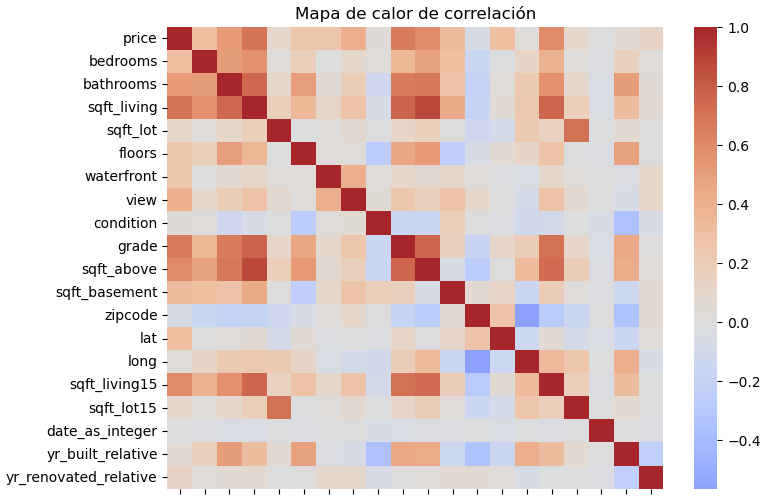 Mapa de calor de correlación
price
bedrooms
bathrooms
sqft_living
sqft_lot
floors
waterfront
view
condition
grade
sqft_above
sqft_basement
zipcode
lat
long
sqft_living15
sqft_lot15
date_as_integer
yr_built_relative
yr_renovated_relative
1.0
0.8
0.6
0.4
0.2
0.0
−0.2
−0.4